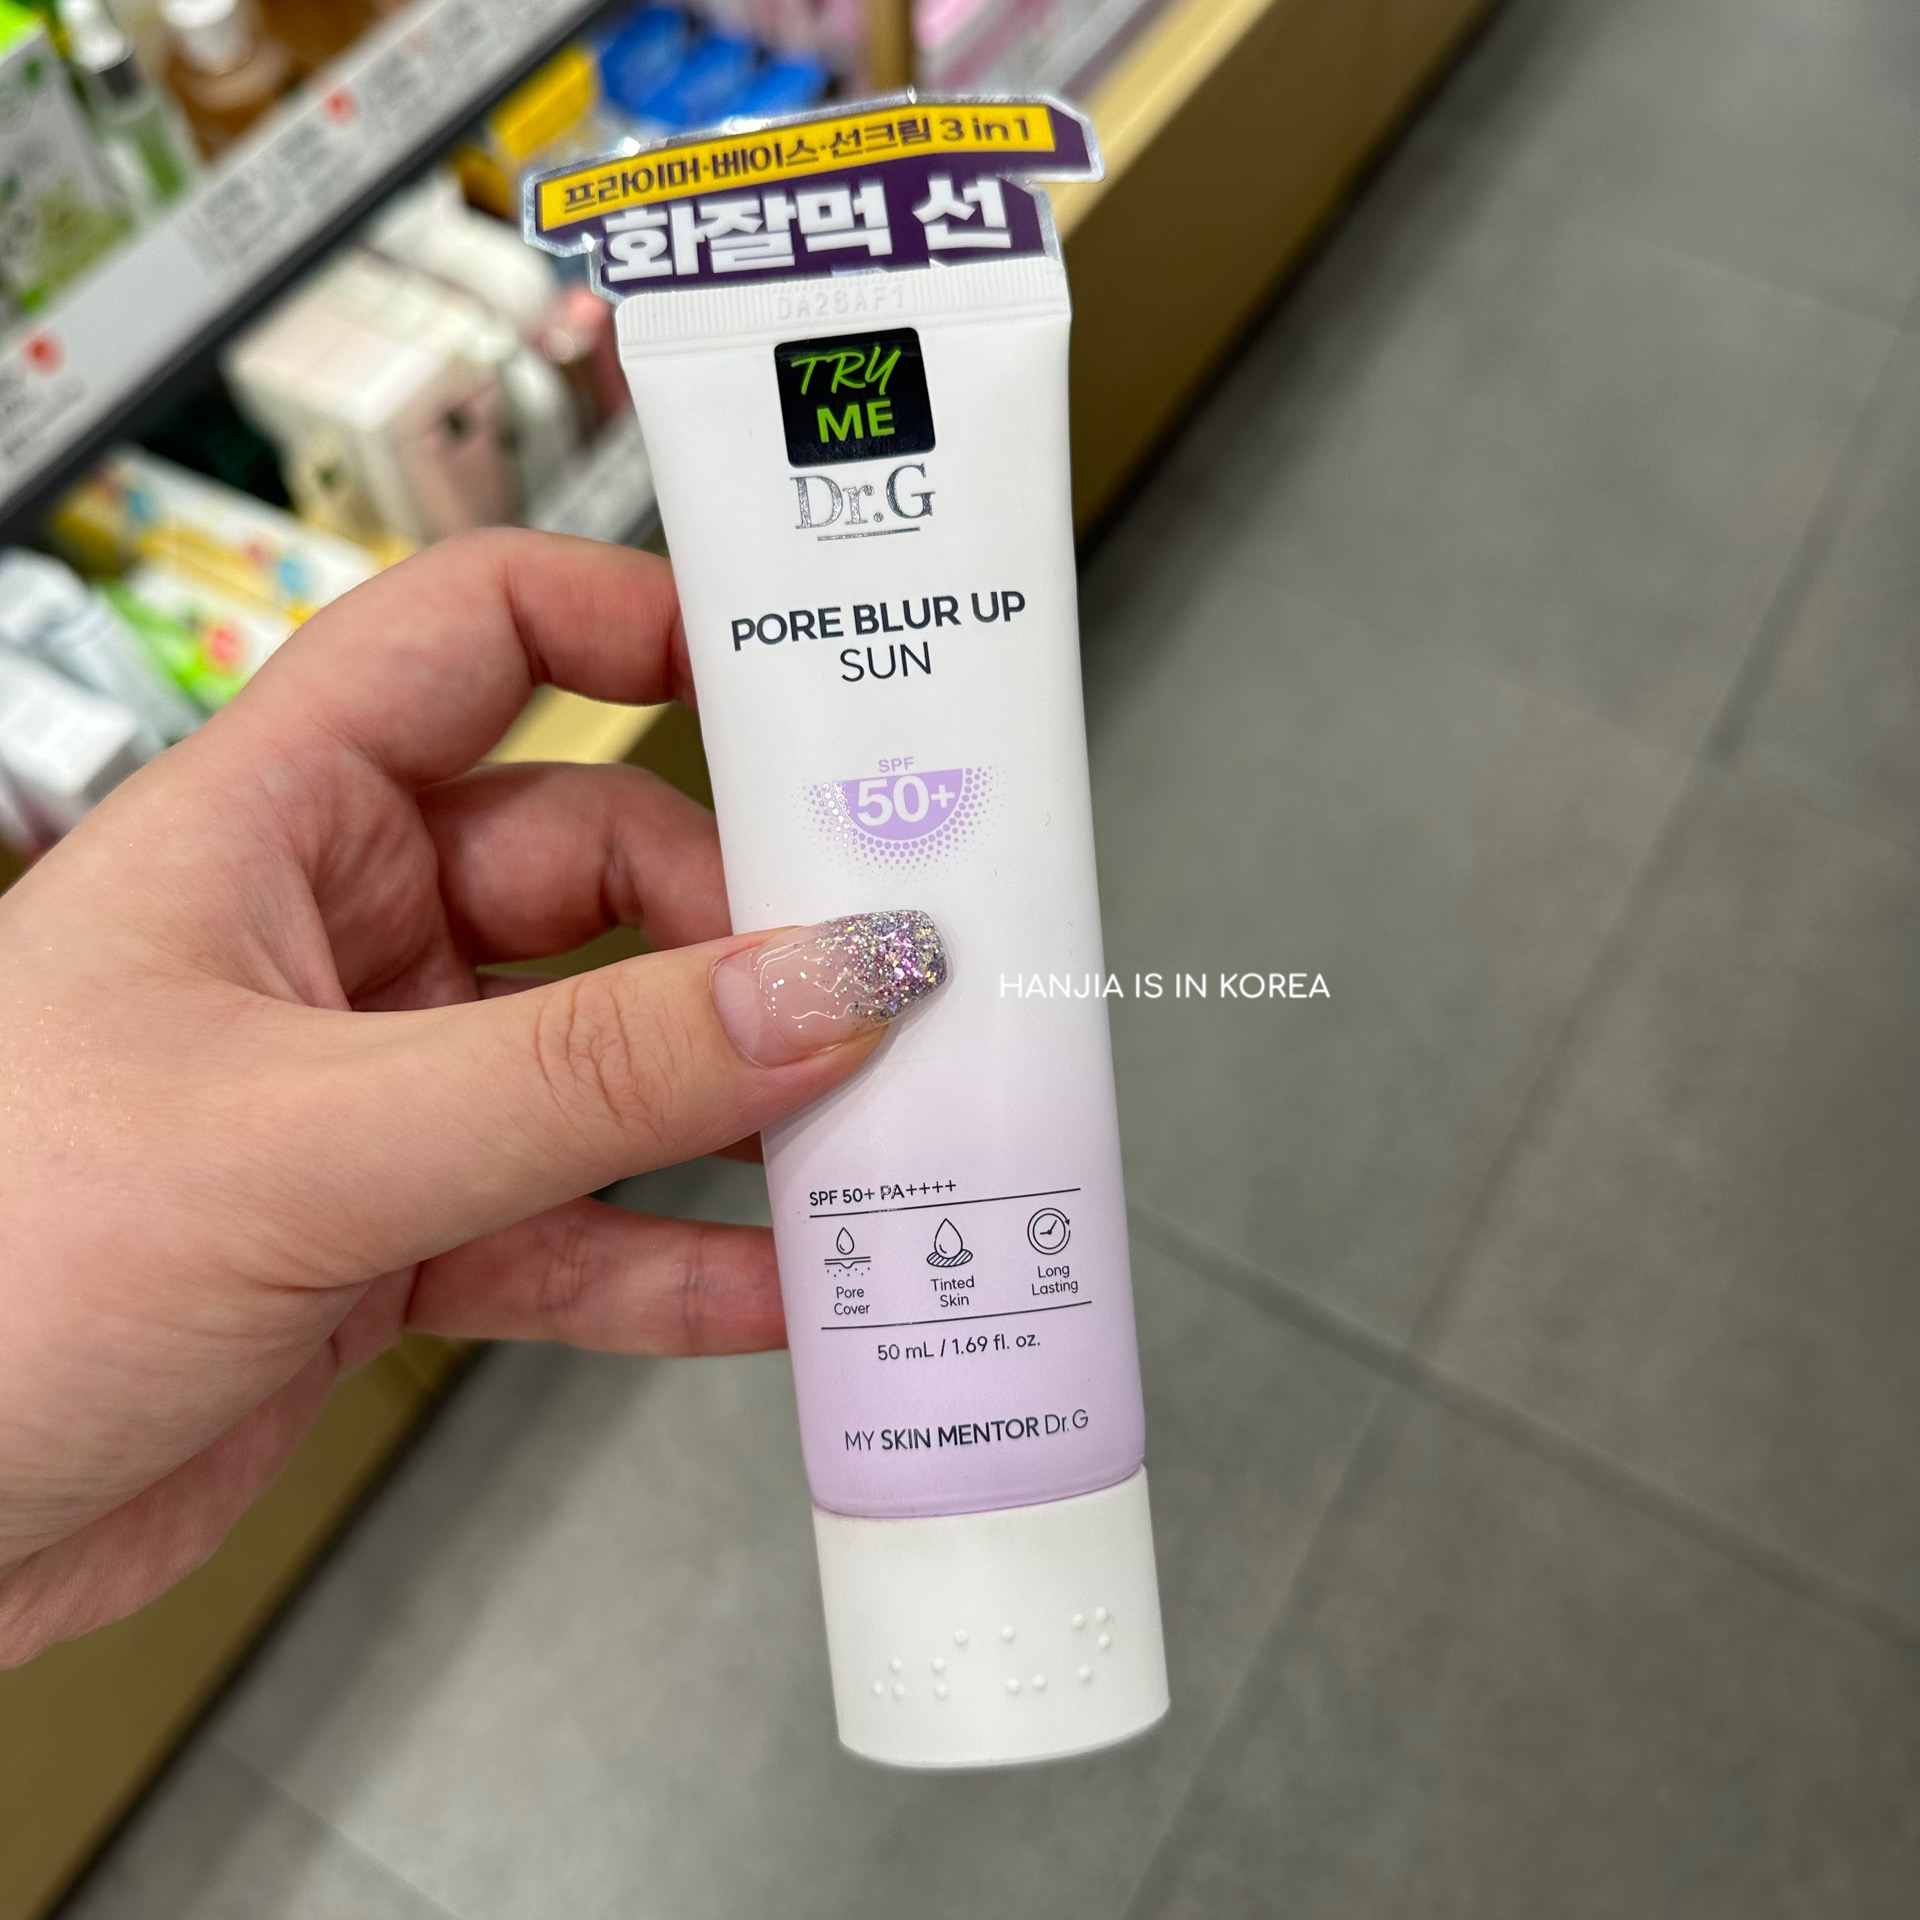 프라이머·베이스·선크림 3 in 1
화잘먹 선
DA26AF1
TRY
ME
Dr.G
PORE BLUR UP
SUN
SPF
50+
HANJIA IS IN KOREA
SPF 50+ PA++++
Pore
Cover
Tinted
Skin
Long
Lasting
50 mL / 1.69 fl. oz.
MY SKIN MENTOR Dr.G